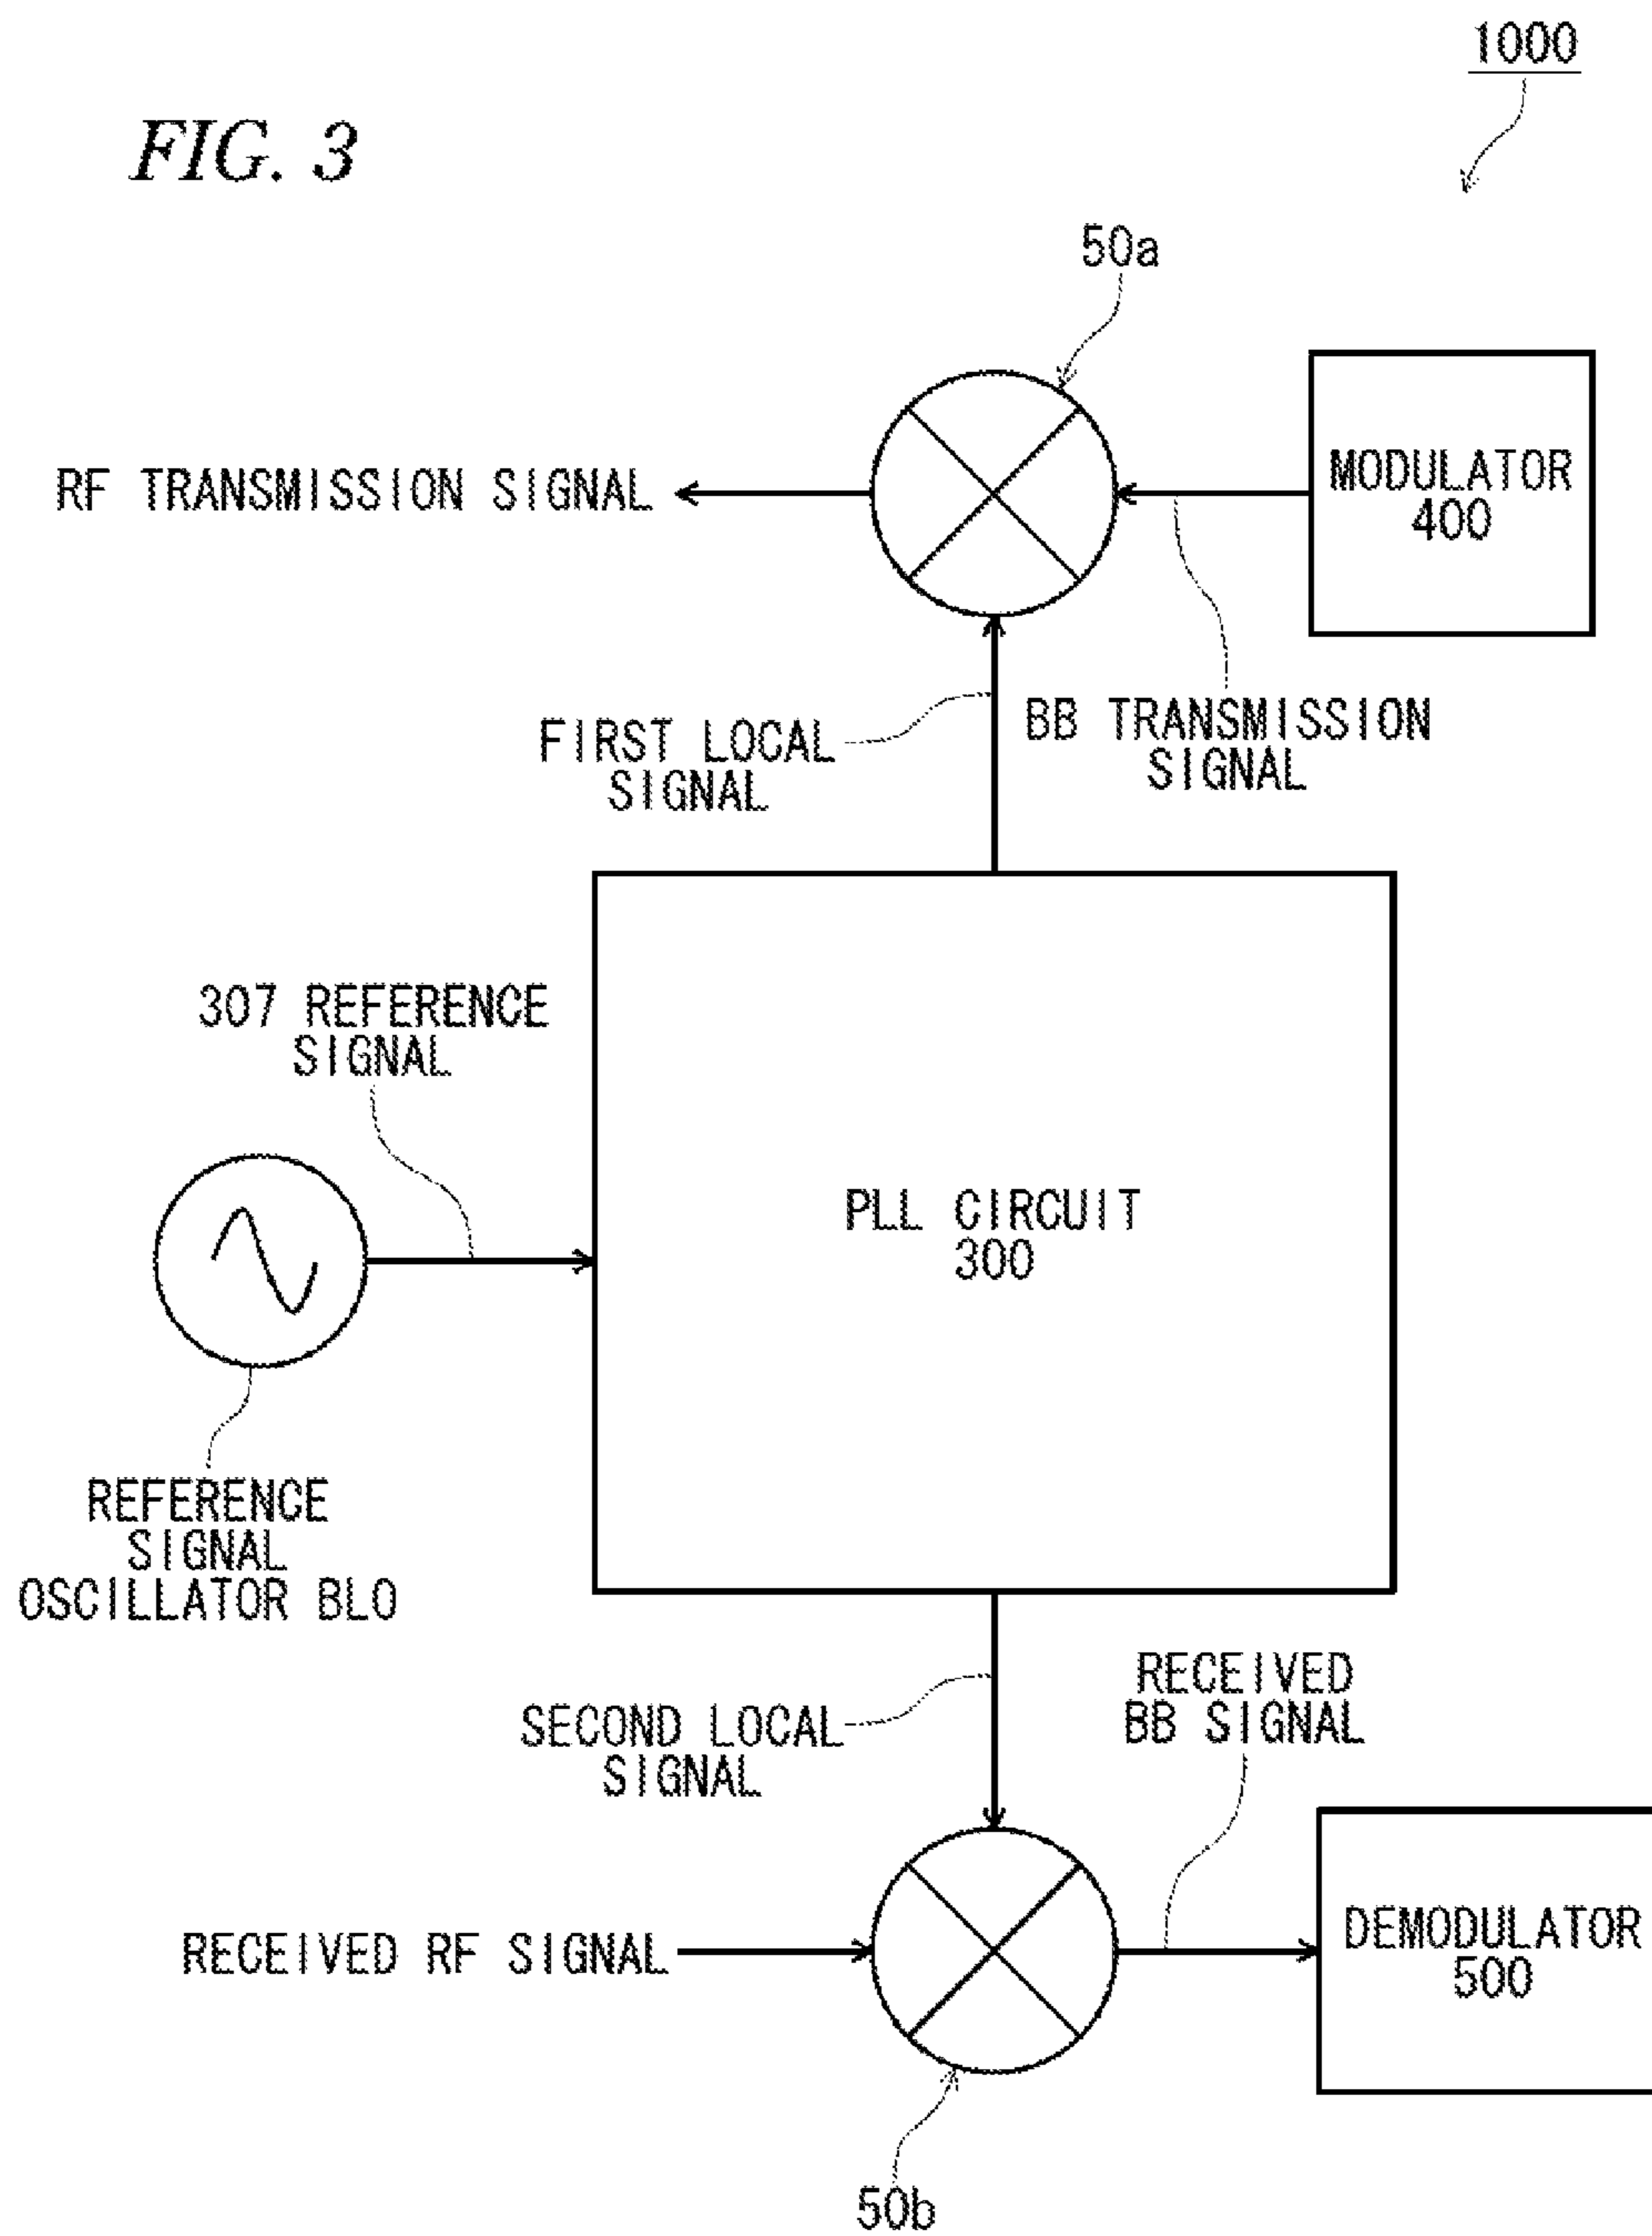 1000
FIG. 3
50a
RF TRANSMISSION SIGNAL
MODULATOR
400
FIRST LOCAL
SIGNAL
BB TRANSMISSION
SIGNAL
307 REFERENCE
SIGNAL
PLL CIRCUIT
300
REFERENCE
SIGNAL
OSCILLATOR BLO
SECOND LOCAL
SIGNAL
RECEIVED
BB SIGNAL
RECEIVED RF SIGNAL
DEMODULATOR
500
50b